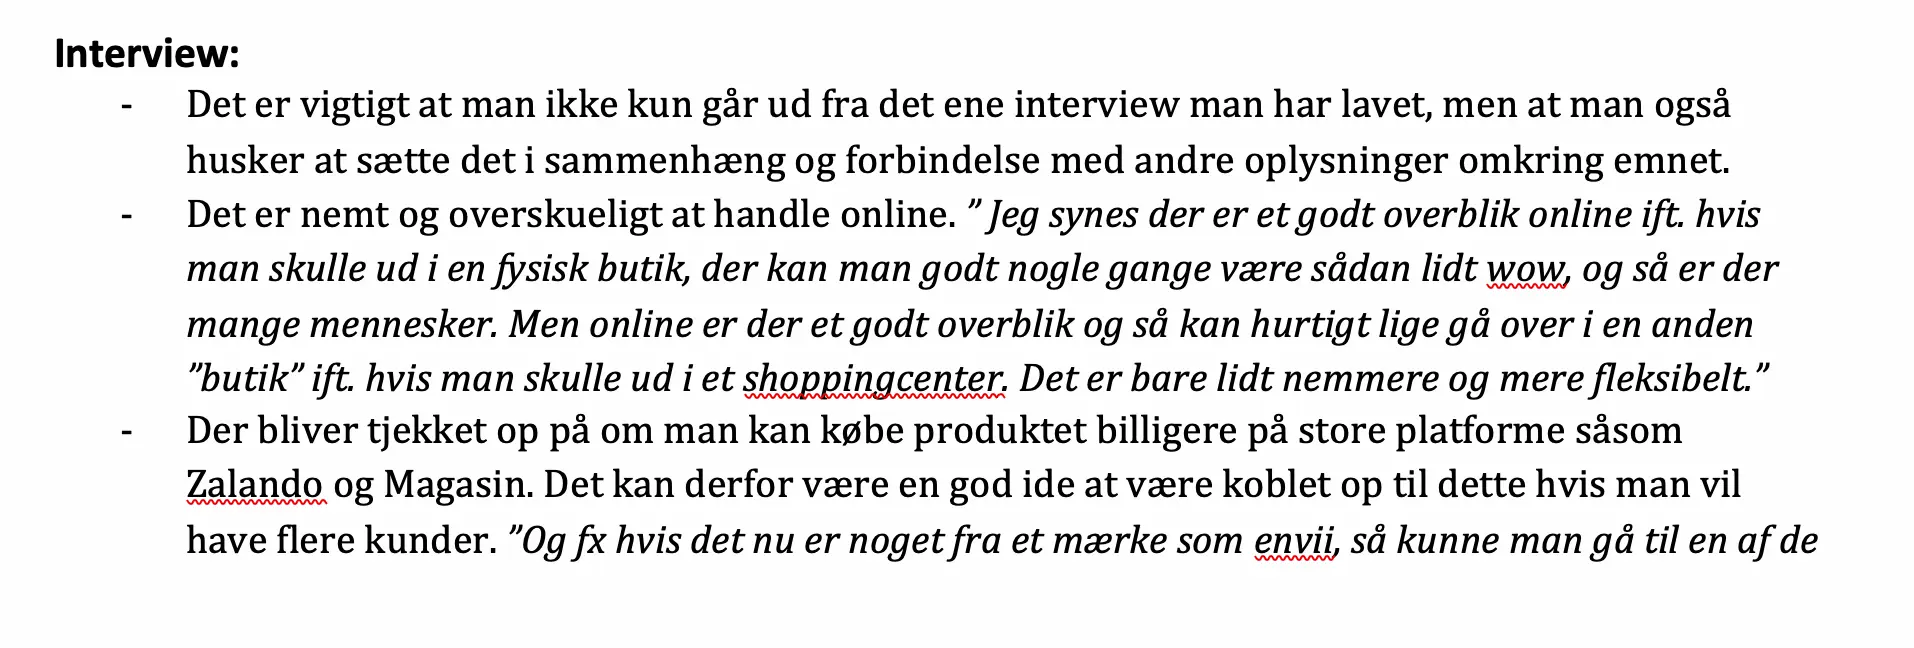 Interview:
- Det er vigtigt at man ikke kun går ud fra det ene interview man har lavet, men at man også
husker at sætte det i sammenhæng og forbindelse med andre oplysninger omkring emnet.
- Det er nemt og overskueligt at handle online. ” Jeg synes der er et godt overblik online ift. hvis
man skulle ud i en fysisk butik, der kan man godt nogle gange være sådan lidt wow, og så er der
mange mennesker. Men online er der et godt overblik og så kan hurtigt lige gå over i en anden
”butik” ift. hvis man skulle ud i et shoppingcenter. Det er bare lidt nemmere og mere fleksibelt.”
- Der bliver tjekket op på om man kan købe produktet billigere på store platforme såsom
Zalando og Magasin. Det kan derfor være en god ide at være koblet op til dette hvis man vil
have flere kunder. ”Og fx hvis det nu er noget fra et mærke som envii, så kunne man gå til en af de